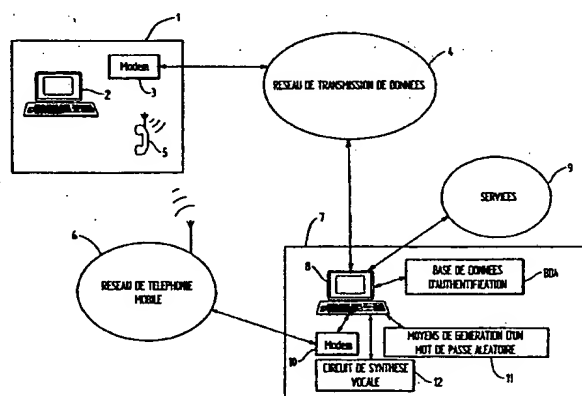 1
Modem
2
3
5
RESEAU DE TRANSMISSION DE DONNEES
4
9
SERVICES
7
6
RESEAU DE TELEPHONIE
MOBILE
8
BASE DE DONNEES
D'AUTHENTIFICATION
BDA
Modem
10
MOYENS DE GENERATION D'UN
MOT DE PASSE ALEATOIRE
CIRCUIT DE SYNTHESE
VOCALE
12
11